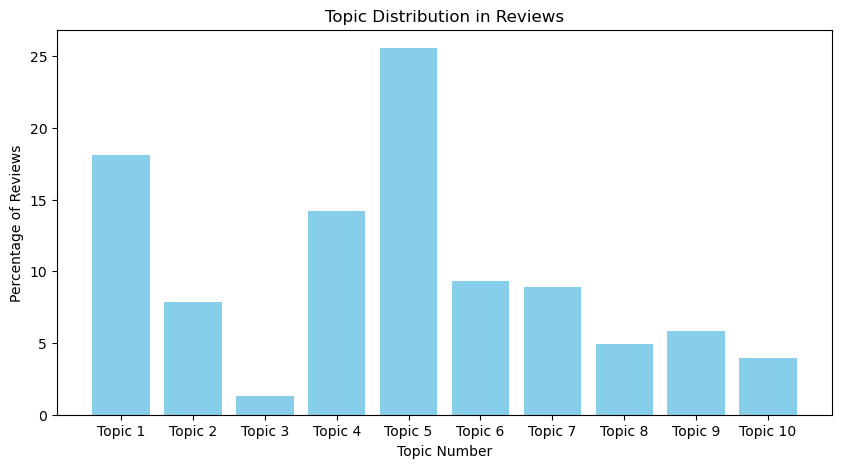 Topic Distribution in Reviews
Percentage of Reviews
25
20
15
10
5
0
Topic 1 Topic 2 Topic 3 Topic 4 Topic 5 Topic 6 Topic 7 Topic 8 Topic 9 Topic 10
Topic Number